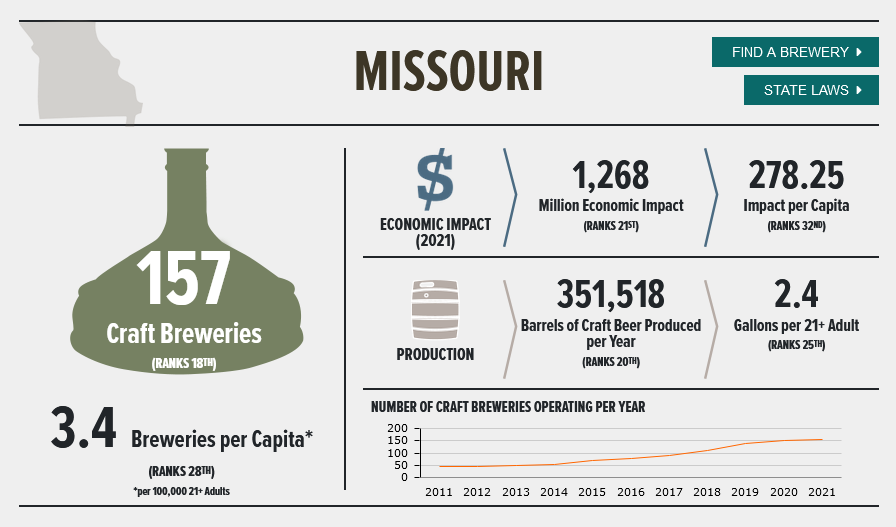 MISSOURI
FIND A BREWERY
STATE LAWS
157
Craft Breweries
(RANKS 18TH)
3.4 Breweries per Capita*
(RANKS 28TH)
*per 100,000 21+ Adults
$
ECONOMIC IMPACT
(2021)
1,268
Million Economic Impact
(RANKS 21ST)
278.25
Impact per Capita
(RANKS 32ND)
PRODUCTION
351,518
Barrels of Craft Beer Produced
per Year
(RANKS 20TH)
2.4
Gallons per 21+ Adult
(RANKS 25TH)
NUMBER OF CRAFT BREWERIES OPERATING PER YEAR
200
150
100
50
0
2011 2012 2013 2014 2015 2016 2017 2018 2019 2020 2021